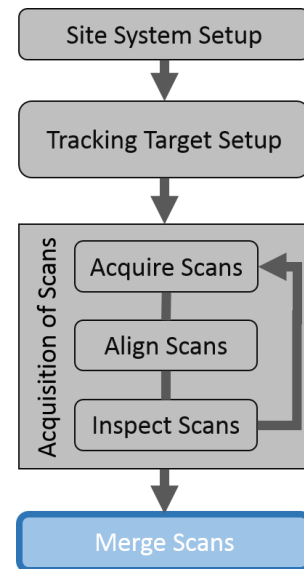 Site System Setup
Tracking Target Setup
Acquisition of Scans
Acquire Scans
Align Scans
Inspect Scans
Merge Scans